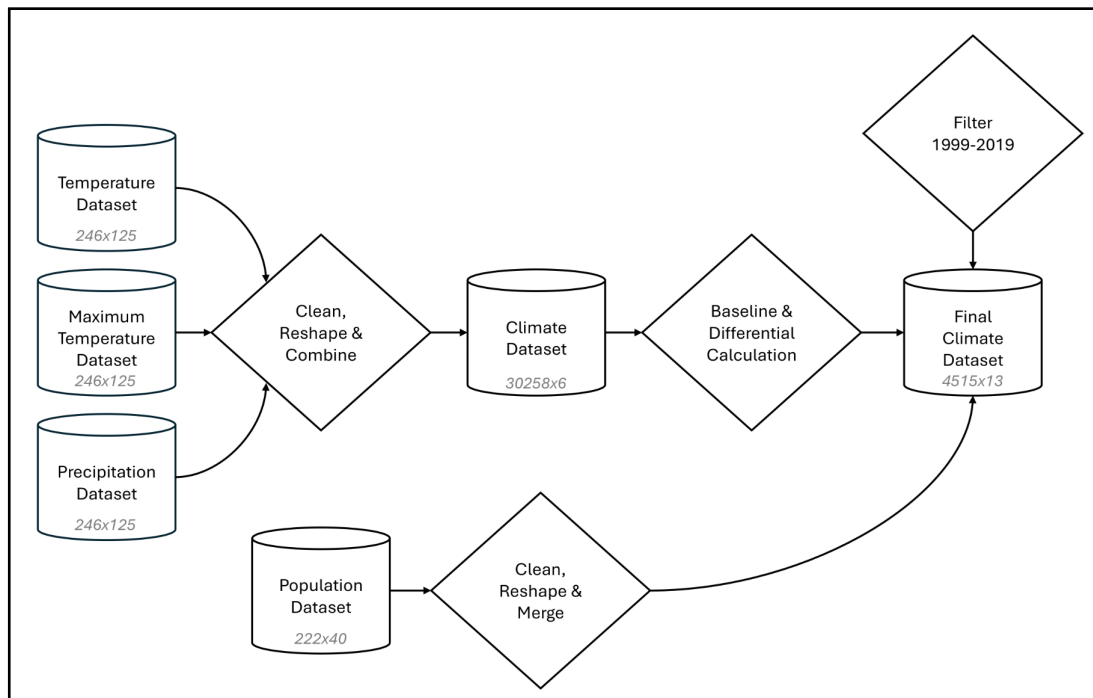 Temperature
Dataset
246x125
Maximum
Temperature
Dataset
246x125
Precipitation
Dataset
246x125
Clean,
Reshape &
Combine
Climate
Dataset
30258x6
Baseline &
Differential
Calculation
Filter
1999-2019
Final
Climate
Dataset
4515x13
Population
Dataset
222x40
Clean,
Reshape &
Merge